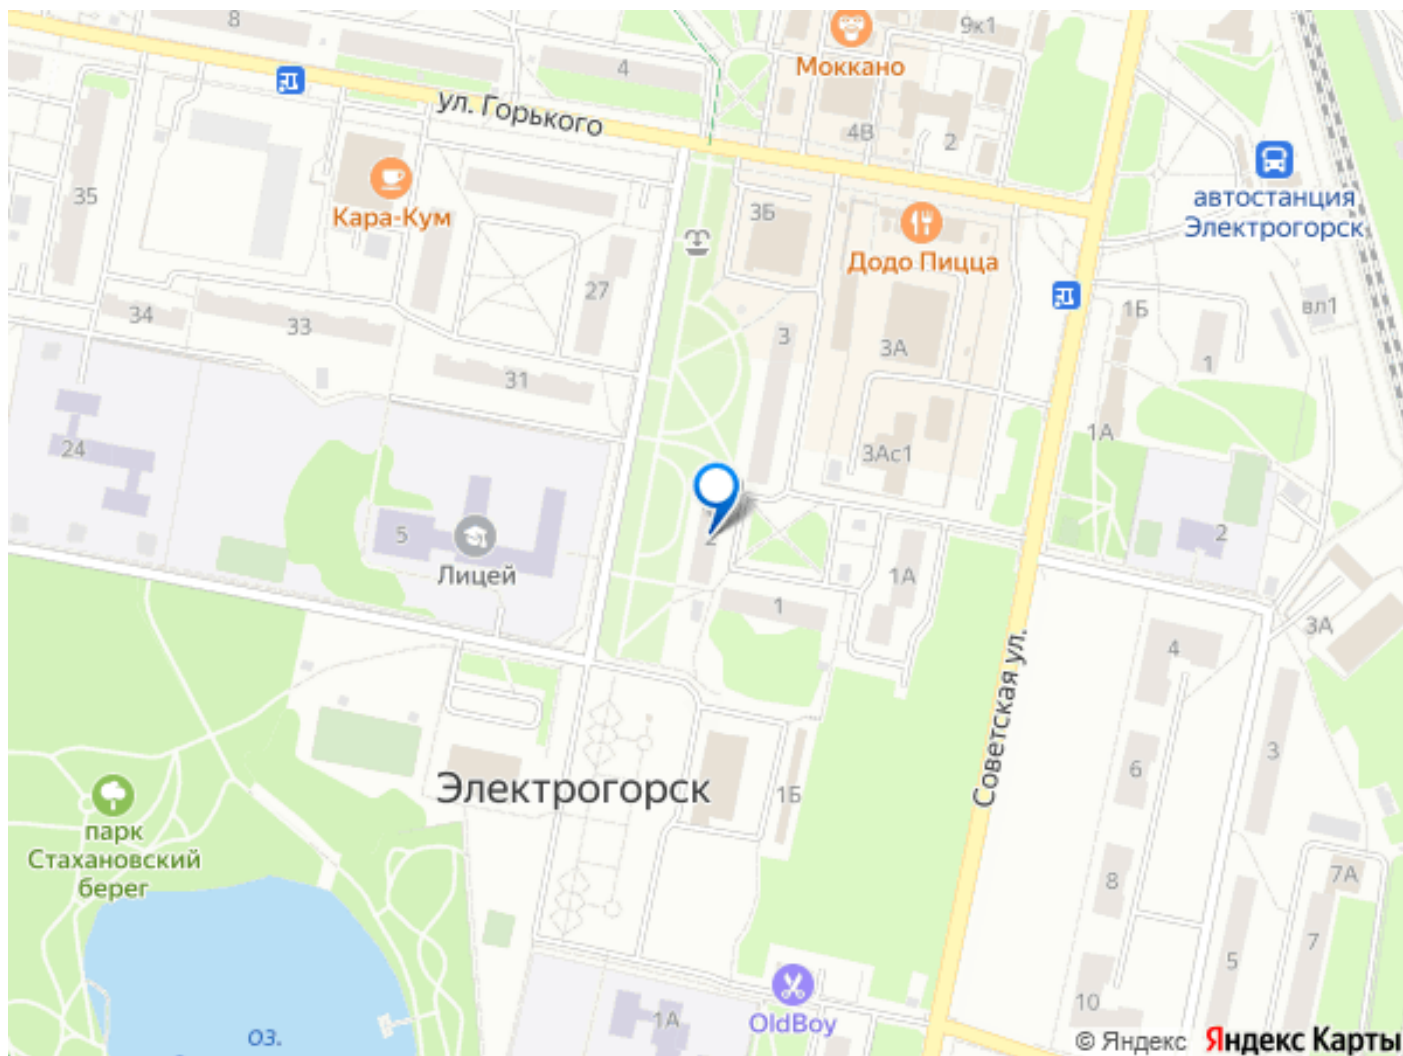 8
9к1
Моккано
4
ул. Горького
4В
2
35
Кара-Кум
3Б
автостанция
Электрогорск
Додо Пицца
27
34
33
3
3А
1Б
вл1
1
31
24
3Ас1
1А
5
Лицей
2
1А
2
1
3А
4
Советская ул.
Электрогорск
1Б
6
3
парк
Стахановский
берег
8
7А
5
7
10
1А
OldBoy
оз.
© Яндекс Яндекс Карты